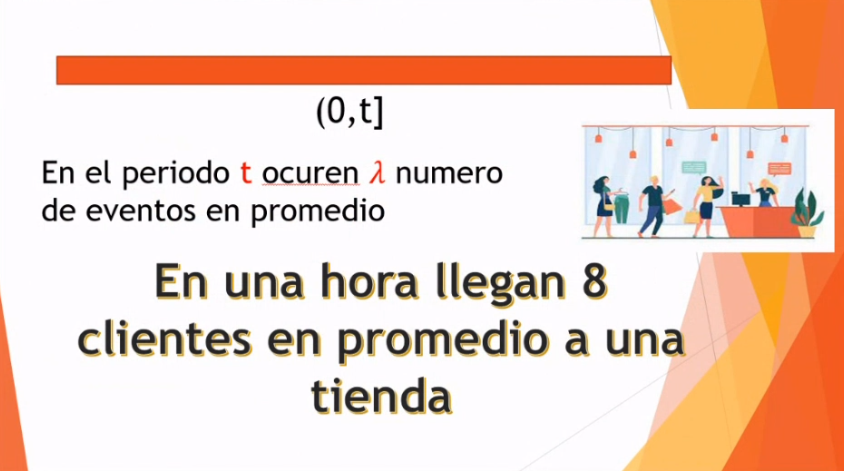 (0,t]
En el periodo t ocuren λ numero
de eventos en promedio
En una hora llegan 8
clientes en promedio a una
tienda